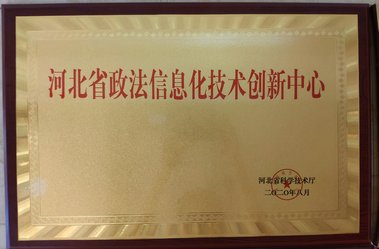 河北省政法信息化技术创新中心
河北省科学技术厅
二〇二〇年八月